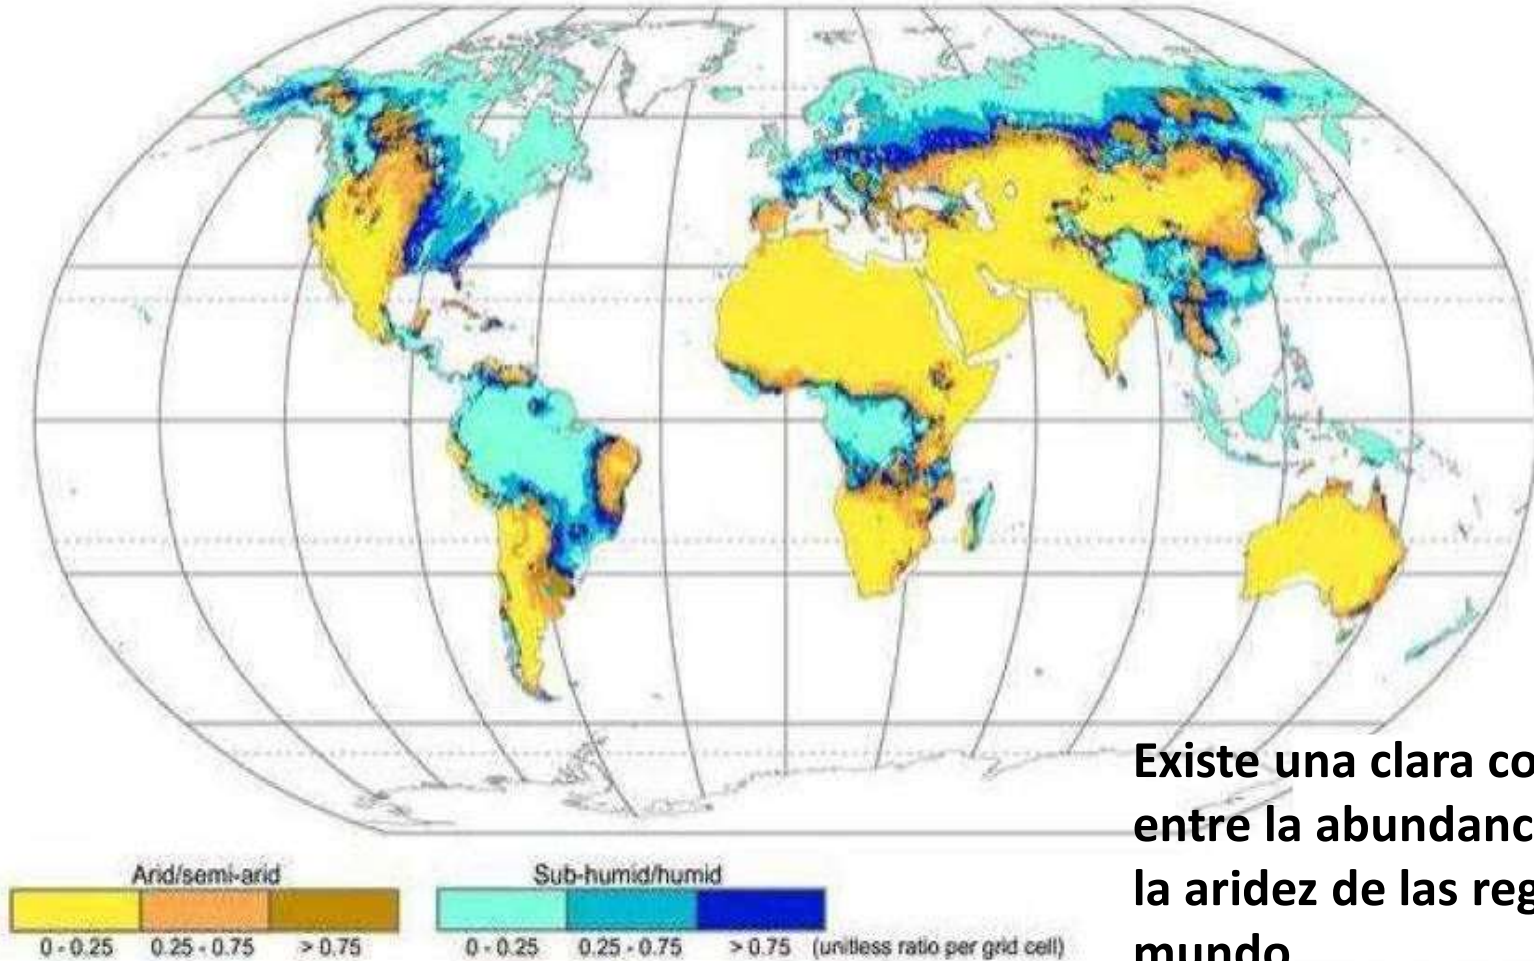 Existe una clara co
entre la abundanc
la aridez de las reg
mundo
Arid/semi-arid
0 - 0.25 0.25 - 0.75 > 0.75
Sub-humid/humid
0 - 0.25 0.25 - 0.75 > 0.75 (unitless ratio per grid cell)